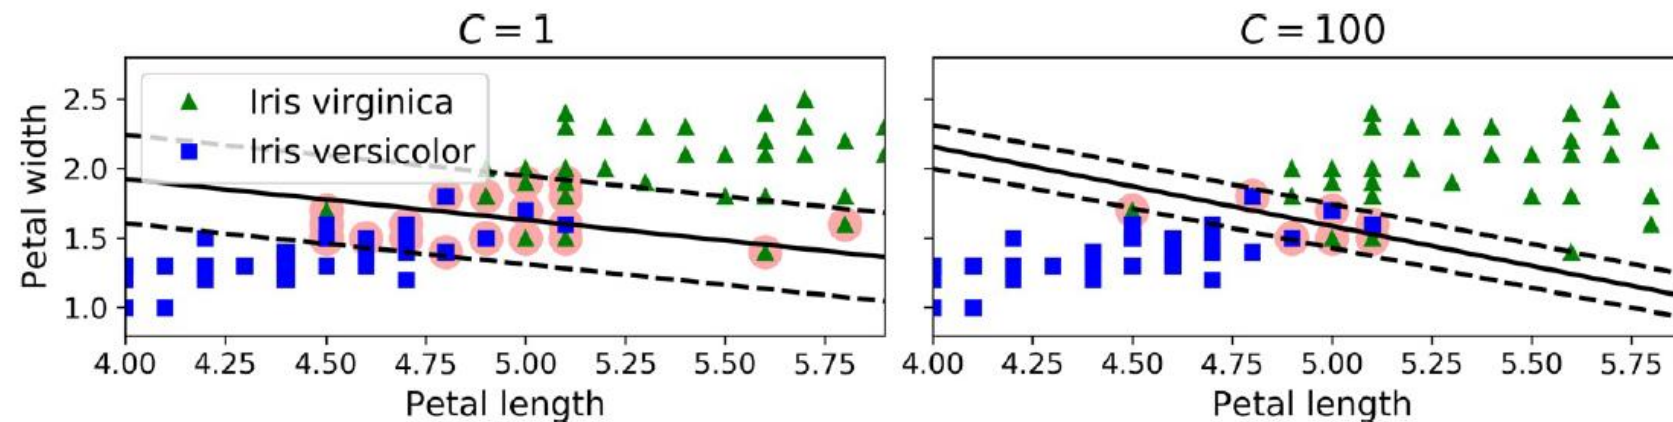 C = 1
C = 100
Petal width
2.5
2.0
1.5
1.0
Iris virginica
Iris versicolor
4.00 4.25 4.50 4.75 5.00 5.25 5.50 5.75
4.00 4.25 4.50 4.75 5.00 5.25 5.50 5.75
Petal length
Petal length